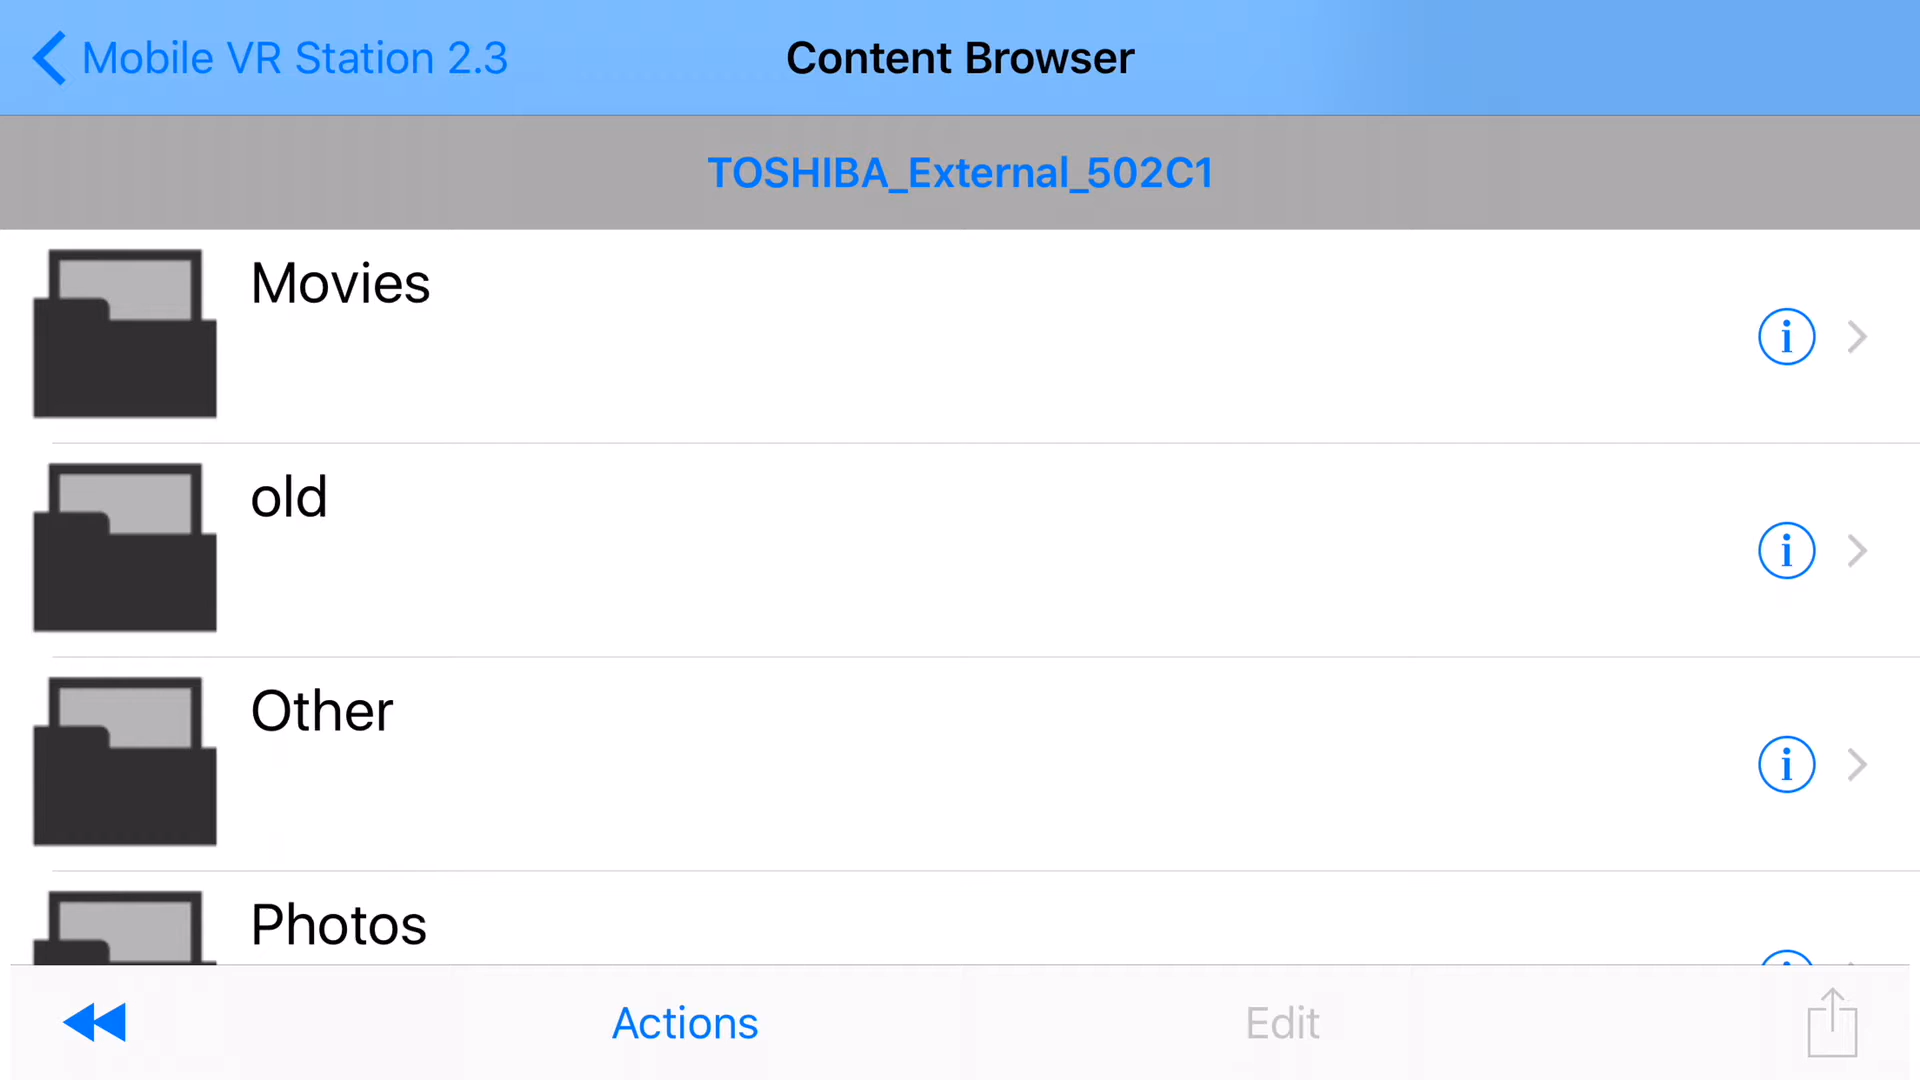 Mobile VR Station 2.3
Content Browser
TOSHIBA_External_502C1
Movies
old
Other
Photos
Actions
Edit